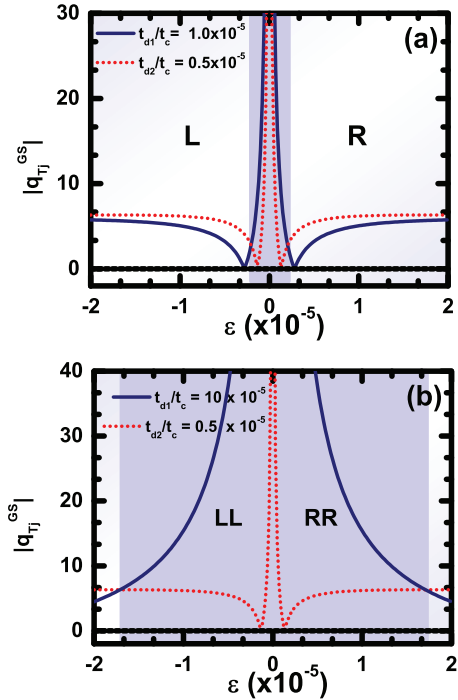 (a)
t_d1/t_c = 1.0x10^-5
t_d2/t_c = 0.5x10^-5
30
20
10
0
|q_Tj^GS|
L
R
-2
-1
0
1
2
ε (x10^-5)
(b)
t_d1/t_c = 10 x 10^-5
t_d2/t_c = 0.5 x 10^-5
40
30
20
10
0
|q_Tj^GS|
LL
RR
-2
-1
0
1
2
ε (x10^-5)